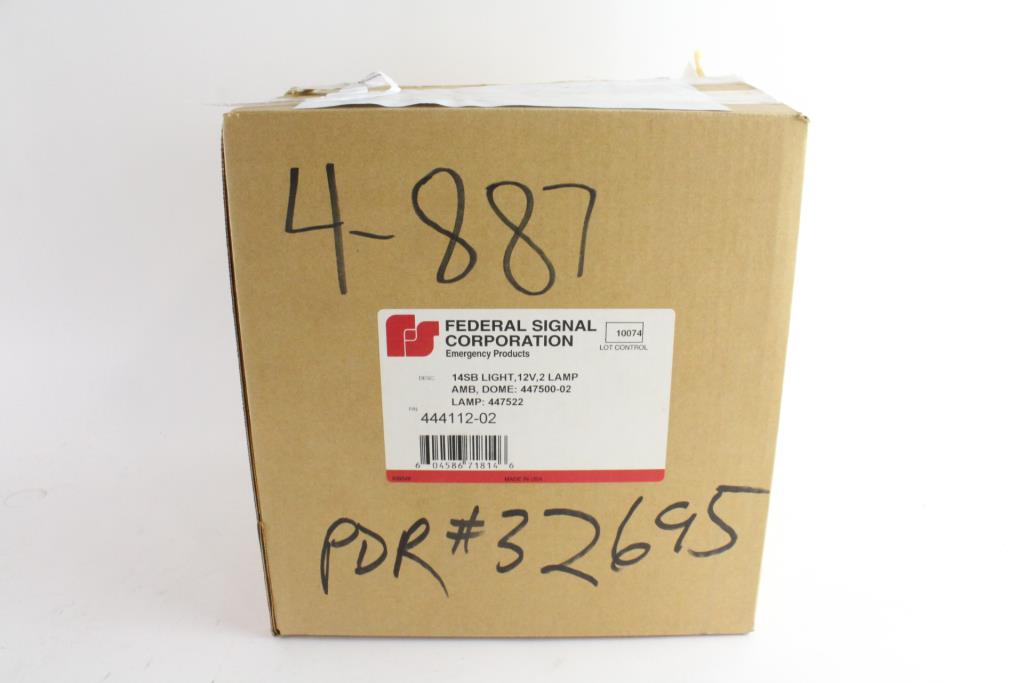 4-887
FEDERAL SIGNAL
CORPORATION
Emergency Products
10074
LOT CONTROL
DESC.
14SB LIGHT,12V,2 LAMP
AMB, DOME: 447500-02
LAMP: 447522
P/N
444112-02
6 04586 71814 6
MADE IN USA
PDR #32695